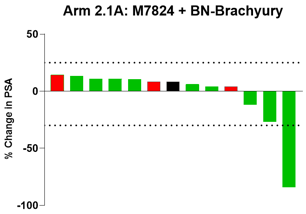 Arm 2.1A: M7824 + BN-Brachyury
% Change in PSA
50
0
-50
-100